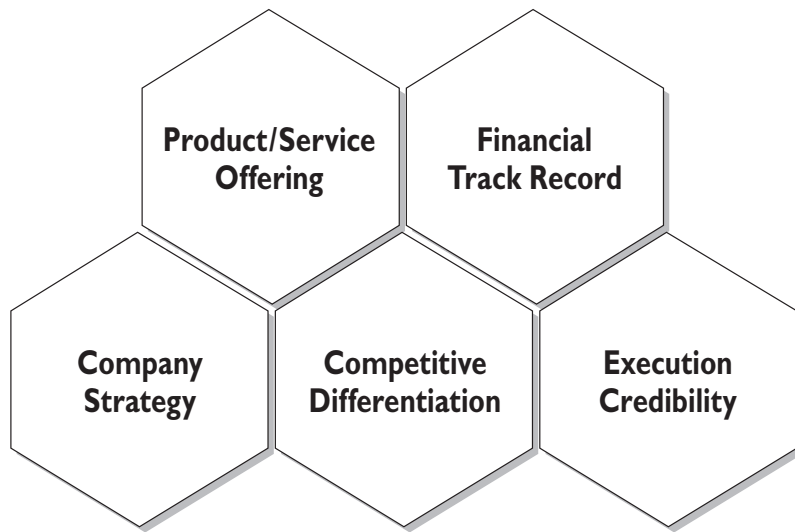 Product/Service
Offering
Financial
Track Record
Company
Strategy
Competitive
Differentiation
Execution
Credibility